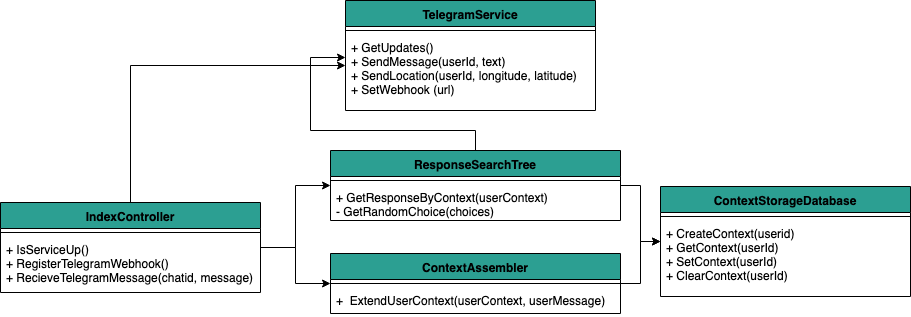 TelegramService
+ GetUpdates()
+ SendMessage(userId, text)
+ SendLocation(userId, longitude, latitude)
+ SetWebhook (url)
ResponseSearchTree
+ GetResponseByContext(userContext)
- GetRandomChoice(choices)
ContextStorageDatabase
+ CreateContext(userid)
+ GetContext(userId)
+ SetContext(userId)
+ ClearContext(userId)
IndexController
+ IsServiceUp()
+ RegisterTelegramWebhook()
+ RecieveTelegramMessage(chatid, message)
ContextAssembler
+ ExtendUserContext(userContext, userMessage)